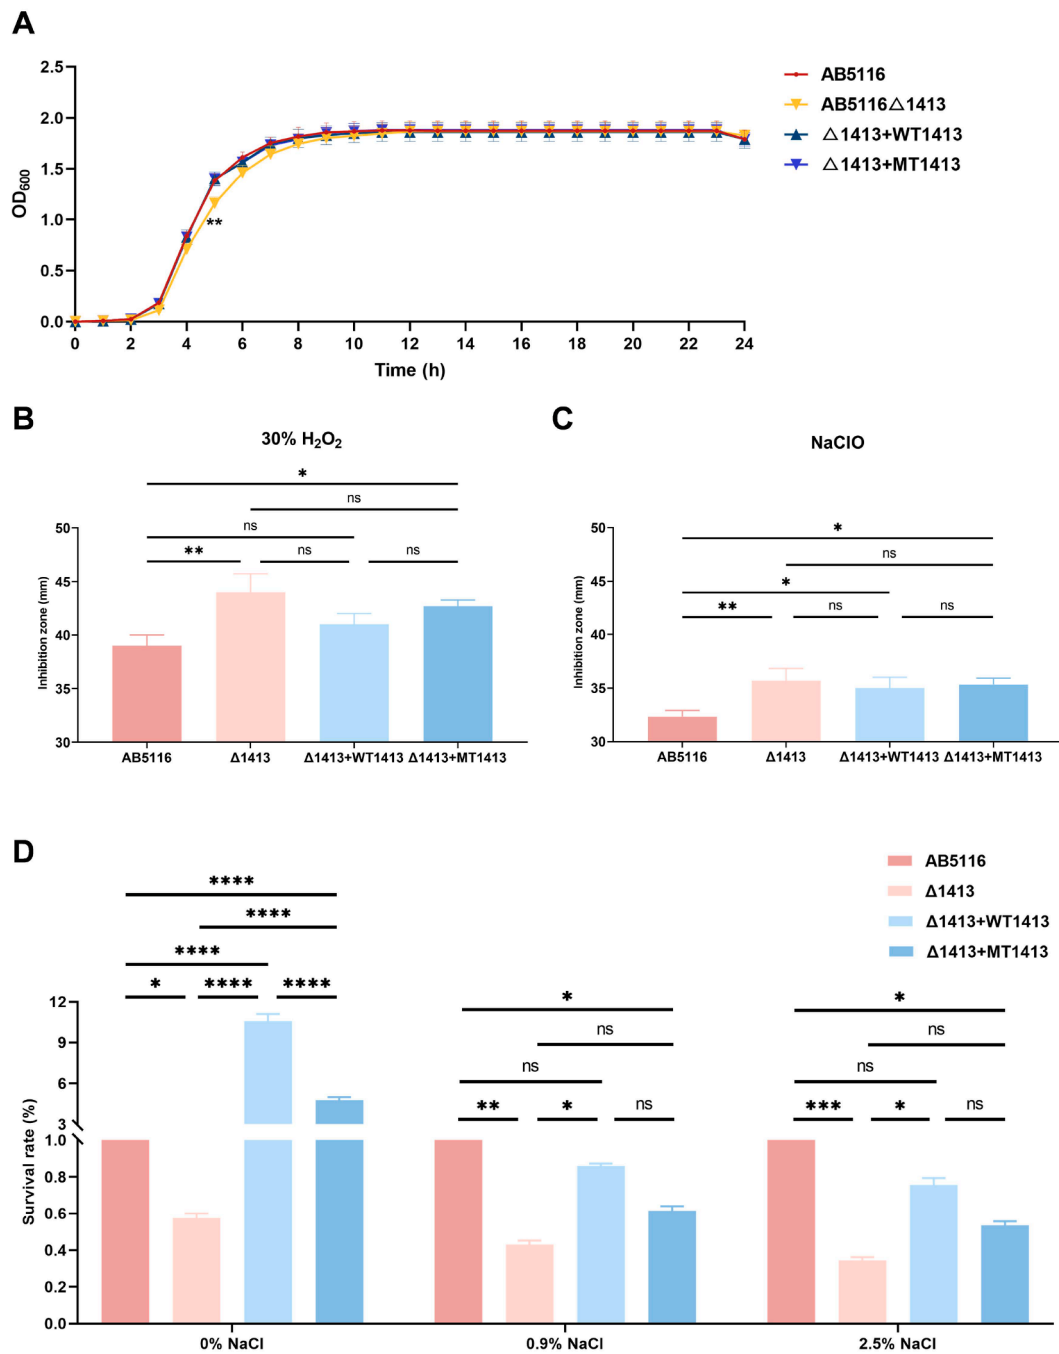 A
AB5116
AB5116△1413
△1413+WT1413
△1413+MT1413
2.5
2.0
1.5
1.0
0.5
0.0
OD600
**
0 2 4 6 8 10 12 14 16 18 20 22 24
Time (h)
B
30% H2O2
*
ns
ns
** ns ns
50
45
40
35
30
Inhibition zone (mm)
AB5116 Δ1413 Δ1413+WT1413 Δ1413+MT1413
C
NaClO
*
ns
*
** ns ns
50
45
40
35
30
Inhibition zone (mm)
AB5116 Δ1413 Δ1413+WT1413 Δ1413+MT1413
D
AB5116
Δ1413
Δ1413+WT1413
Δ1413+MT1413
****
****
****
* **** ****
*
ns
ns
** * ns
*
ns
ns
*** * ns
12
9
6
3
1.0
0.8
0.6
0.4
0.2
0.0
Survival rate (%)
0% NaCl 0.9% NaCl 2.5% NaCl